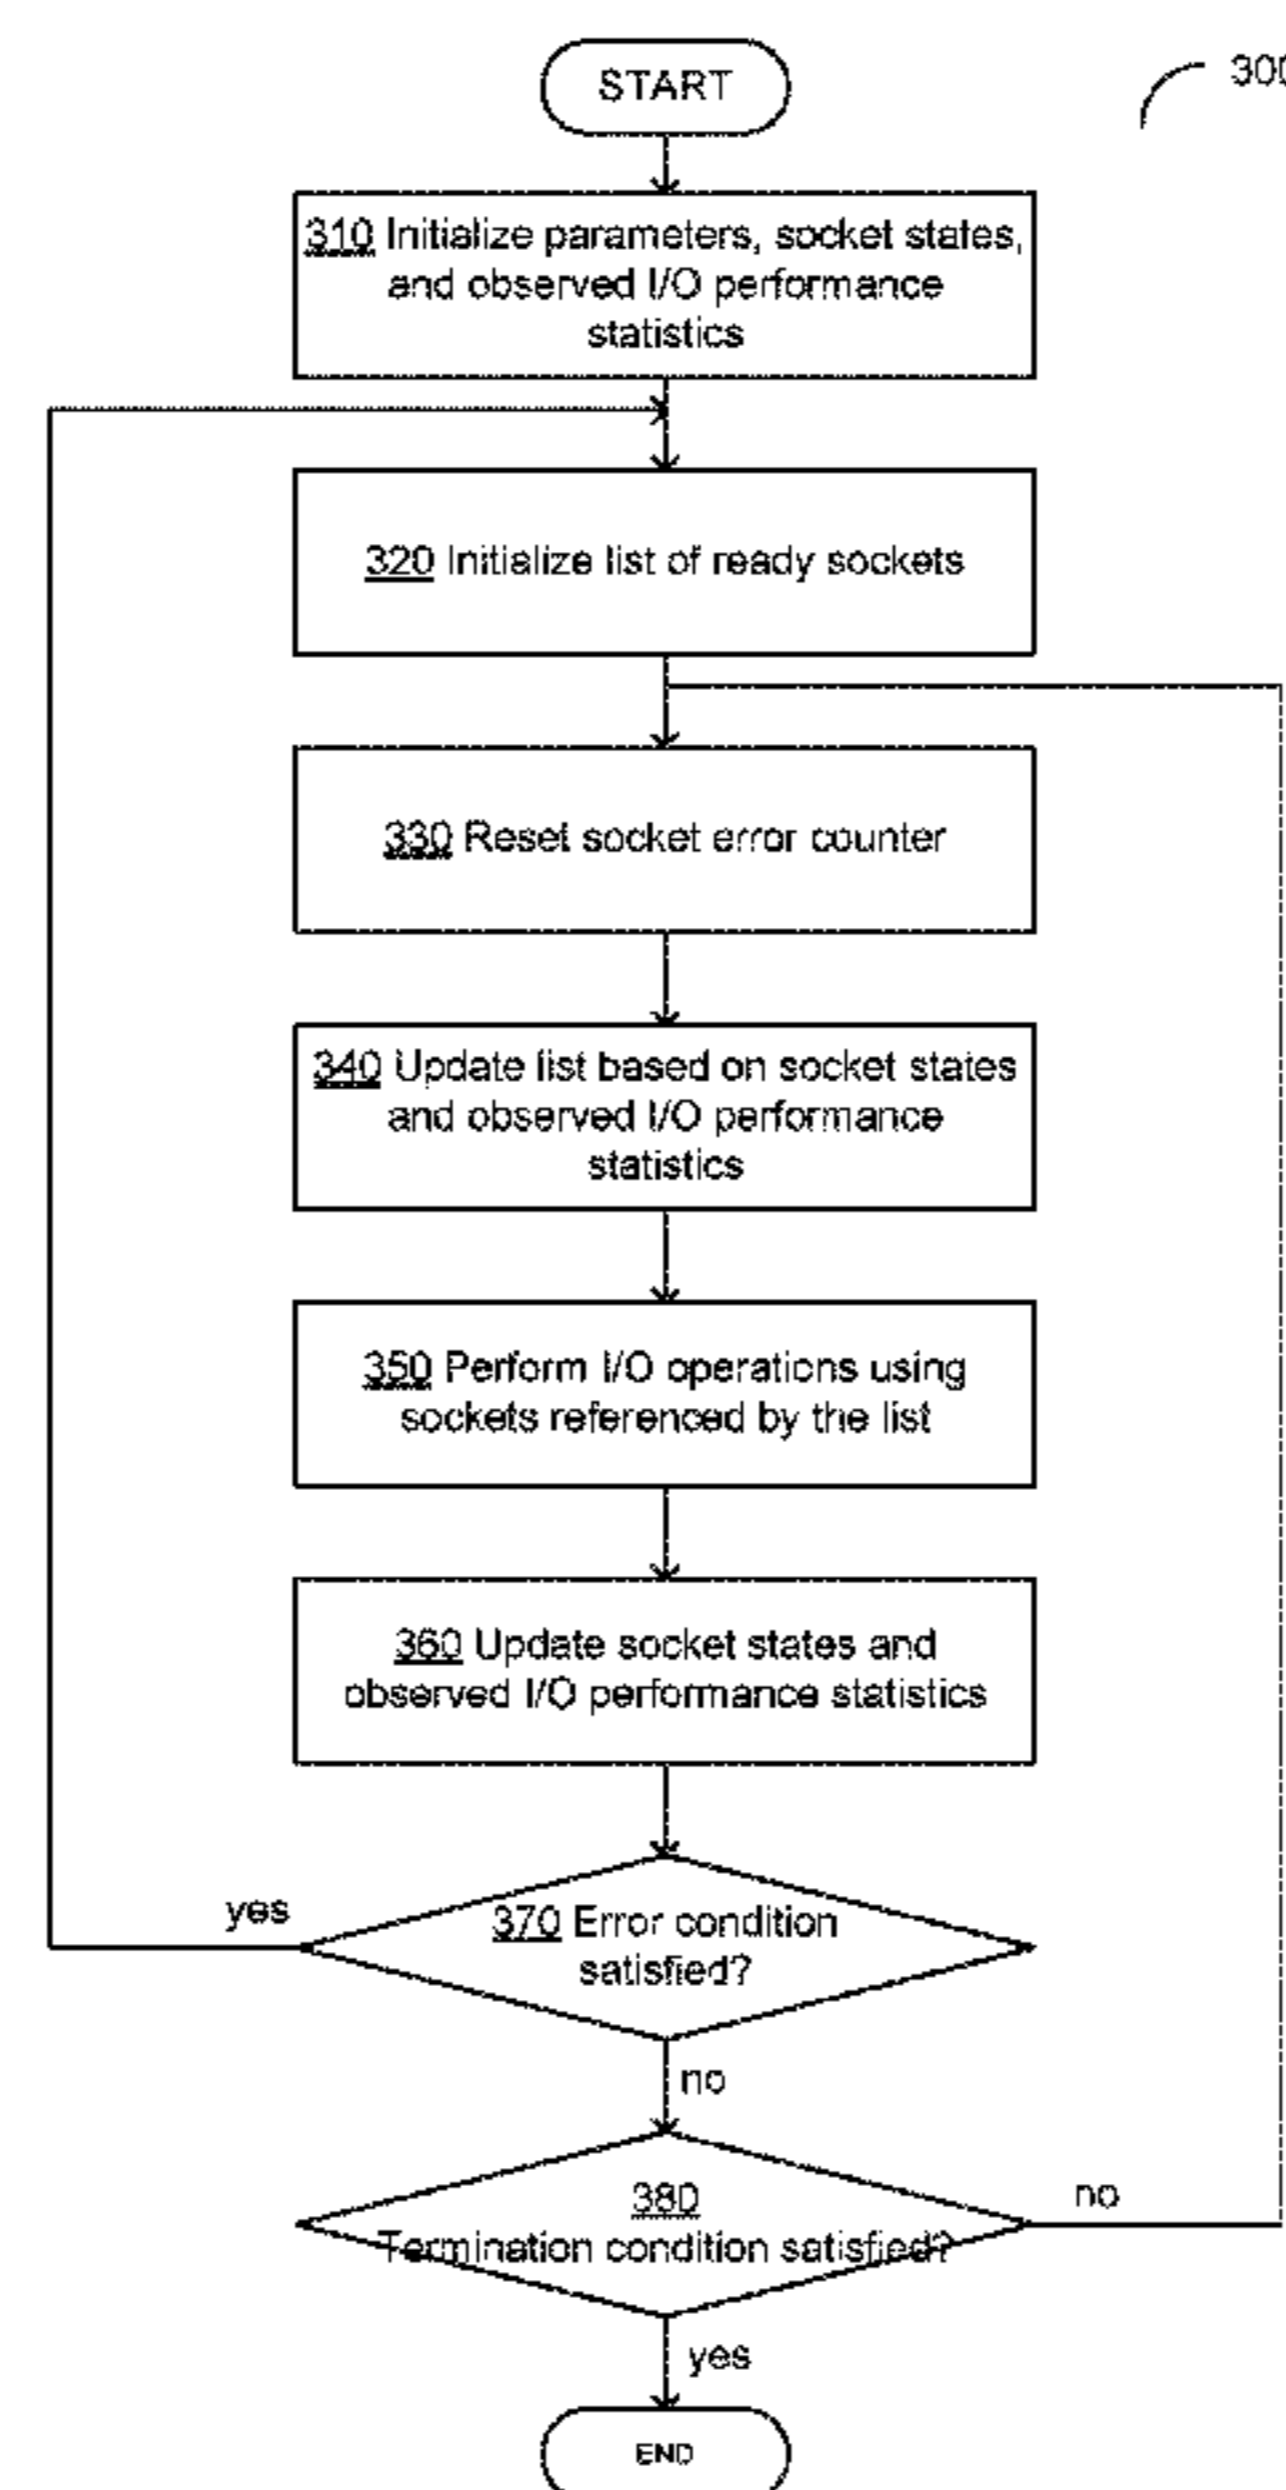 START
300
310 Initialize parameters, socket states,
and observed I/O performance
statistics
320 Initialize list of ready sockets
330 Reset socket error counter
340 Update list based on socket states
and observed I/O performance
statistics
350 Perform I/O operations using
sockets referenced by the list
360 Update socket states and
observed I/O performance statistics
yes
370 Error condition
satisfied?
no
380
Termination condition satisfied?
no
yes
END